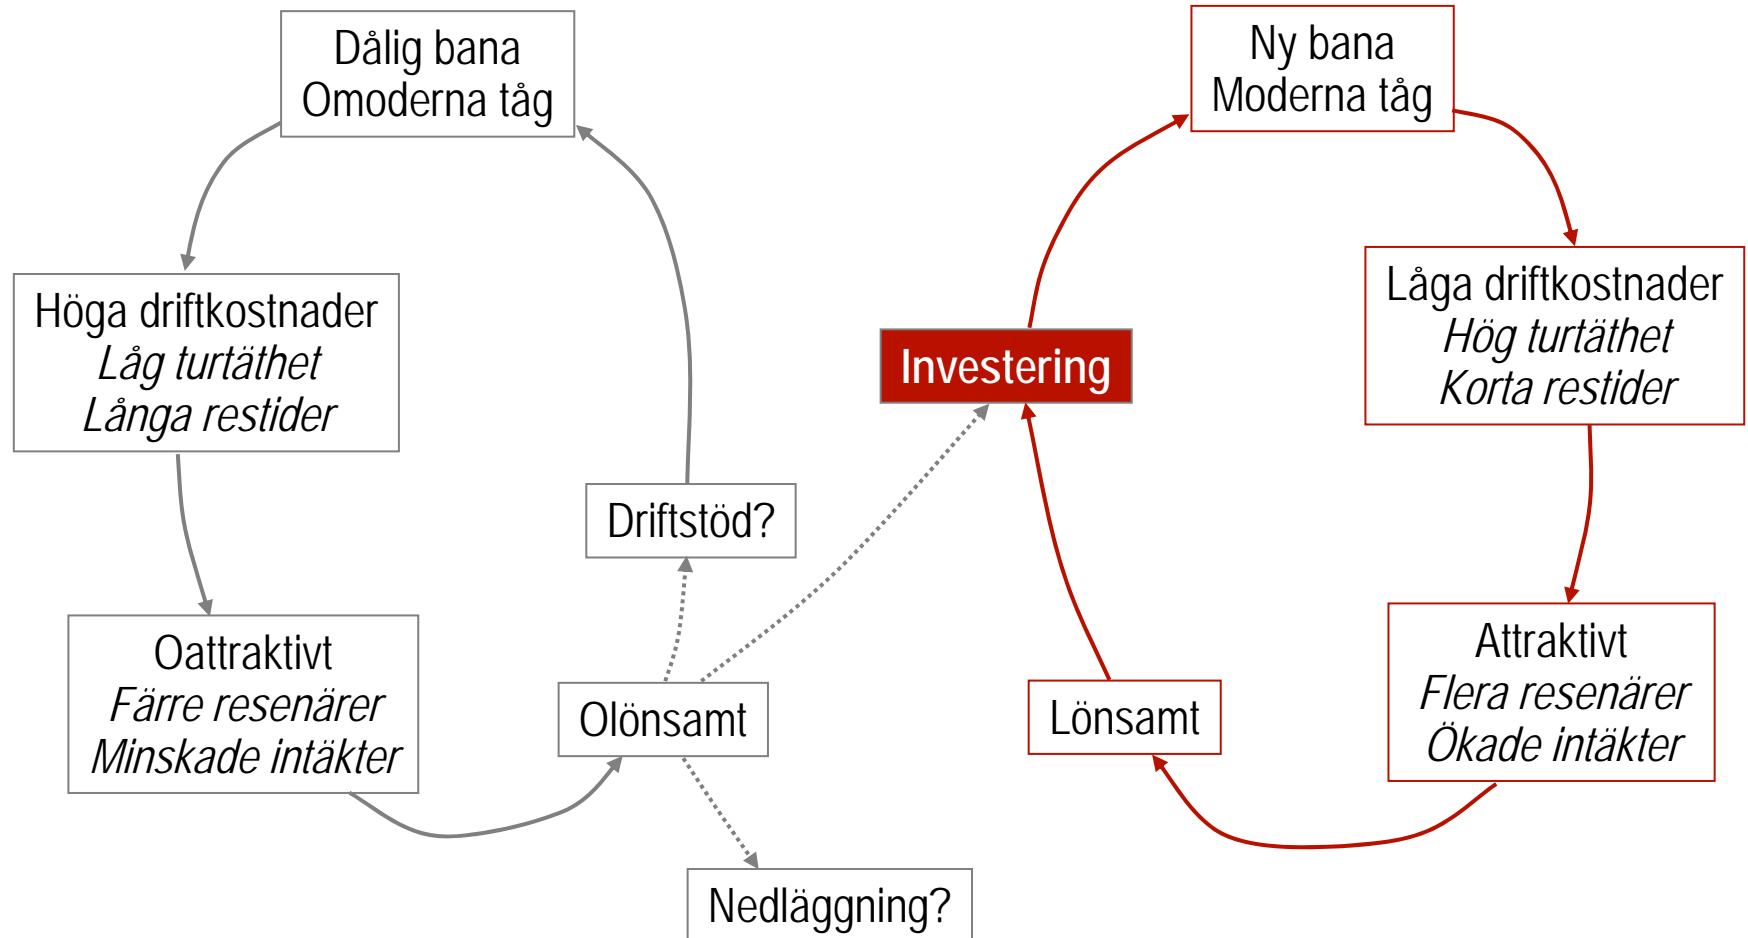 Dålig bana
Omoderna tåg
Höga driftkostnader
Låg turtäthet
Långa restider
Oattraktivt
Färre resenärer
Minskade intäkter
Olönsamt
Driftstöd?
Nedläggning?
Investering
Ny bana
Moderna tåg
Låga driftkostnader
Hög turtäthet
Korta restider
Attraktivt
Flera resenärer
Ökade intäkter
Lönsamt